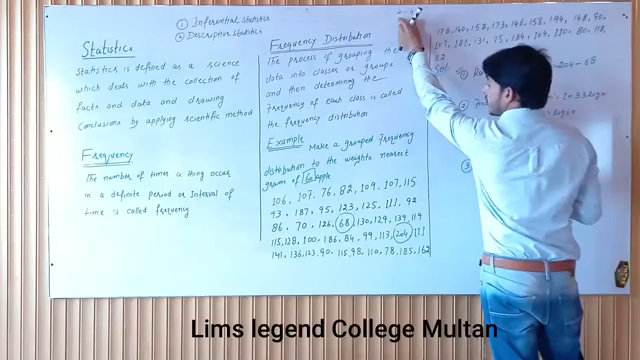 ① Inferential Statistics
② Descriptive Statistics
Statistics
Statistics is defined as a science
which deals with the collection of
facts and data and drawing
Conclusions by applying scientific method
Frequency
The number of times a thing occur
in a definite period or Interval of
time is called frequency
Frequency Distribution
The process of grouping the
data into classes or groups
and then determing the
Frequency of each class is called
the frequency distribution
Example Make a grouped Frequency
distribution to the weights nearest
grams of 60 apple
106, 107, 76, 82, 109, 107, 115
93, 187, 95, 123, 125, 111, 92
86, 70, 126, 68, 130, 129, 139, 119
115, 128, 100, 186, 84, 99, 113, 204, 111
141, 136, 123, 90, 115, 98, 110, 78, 185, 162
178, 140, 152, 173, 146, 158, 194, 148, 90,
107, 181, 131, 75, 184, 104, 110, 80, 118,
82
Sol
204-68
②
③
Lims legend College Multan